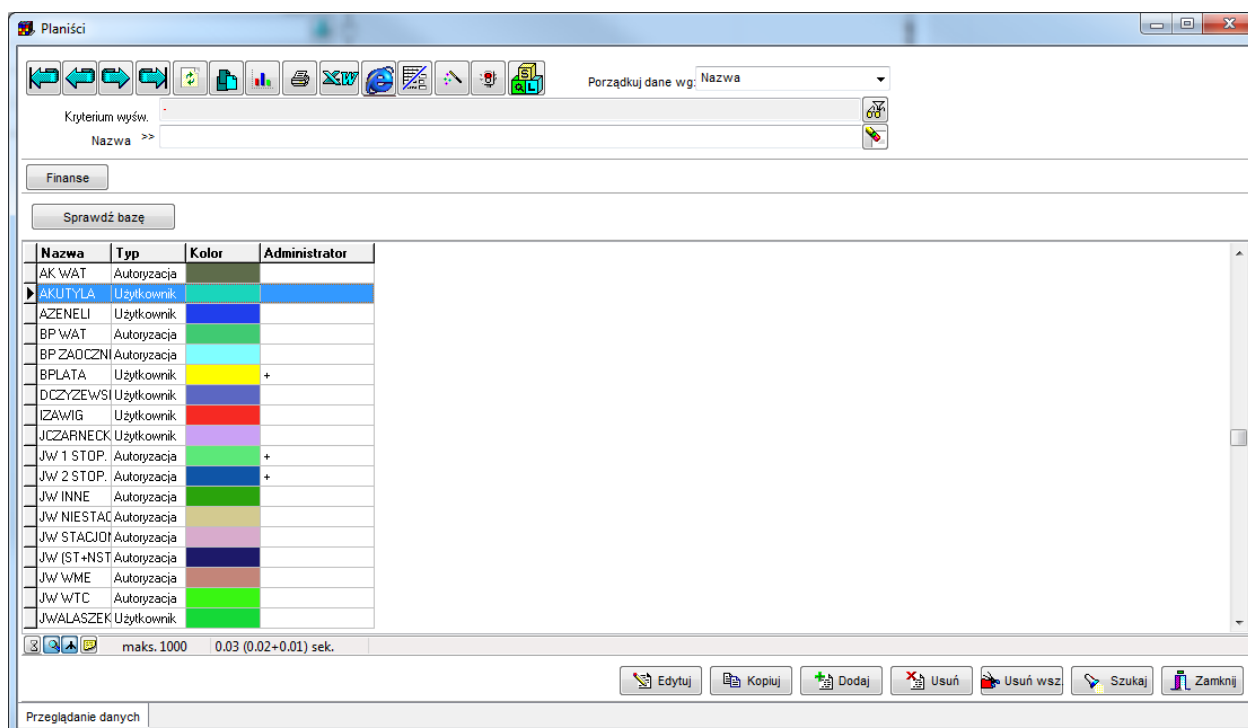 Planiści
XW
SQL
Porządkuj dane wg: Nazwa
Kryterium wyśw. -
Nazwa >>
Finanse
Sprawdź bazę
Nazwa Typ Kolor Administrator
AK WAT Autoryzacja
AKUTYLA Użytkownik
AZENELI Użytkownik
BP WAT Autoryzacja
BP ZAOCZNI Autoryzacja
BPLATA Użytkownik +
DCZYZEWSI Użytkownik
IZAWIG Użytkownik
JCZARNECK Użytkownik
JW 1 STOP. Autoryzacja +
JW 2 STOP. Autoryzacja +
JW INNE Autoryzacja
JW NIESTAC Autoryzacja
JW STACJON Autoryzacja
JW (ST+NST Autoryzacja
JW WME Autoryzacja
JW WTC Autoryzacja
JWALASZEK Użytkownik
maks. 1000 0.03 (0.02+0.01) sek.
Edytuj Kopiuj Dodaj Usuń Usuń wsz Szukaj Zamknij
Przeglądanie danych